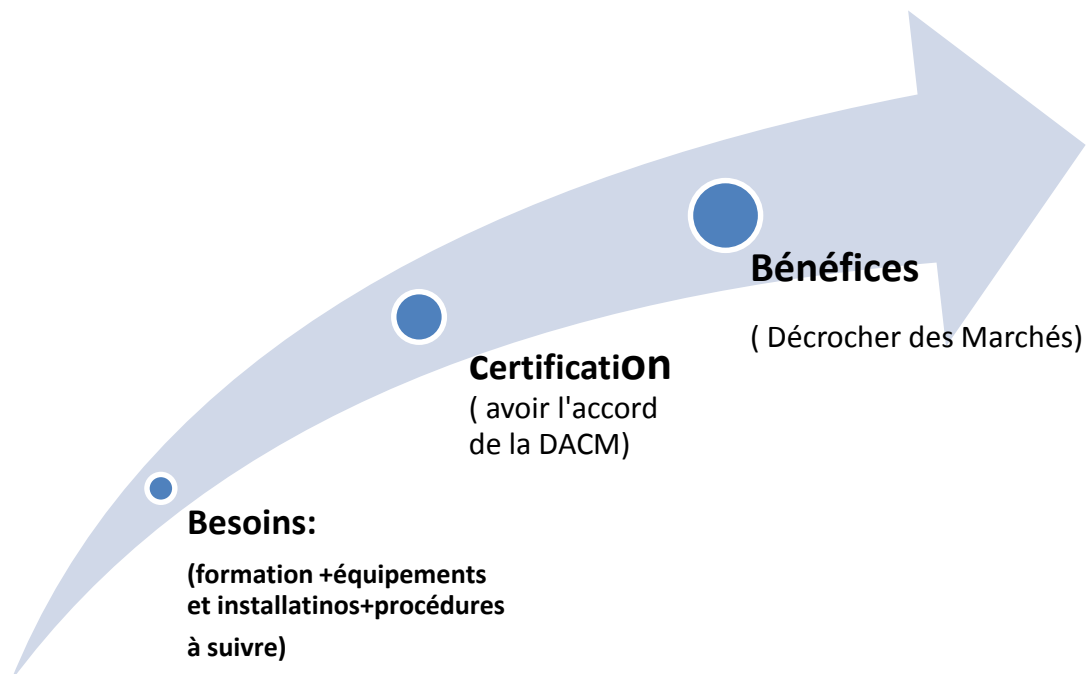 Bénéfices
( Décrocher des Marchés)
Certification
( avoir l'accord
de la DACM)
Besoins:
(formation +équipements
et installatinos+procédures
à suivre)